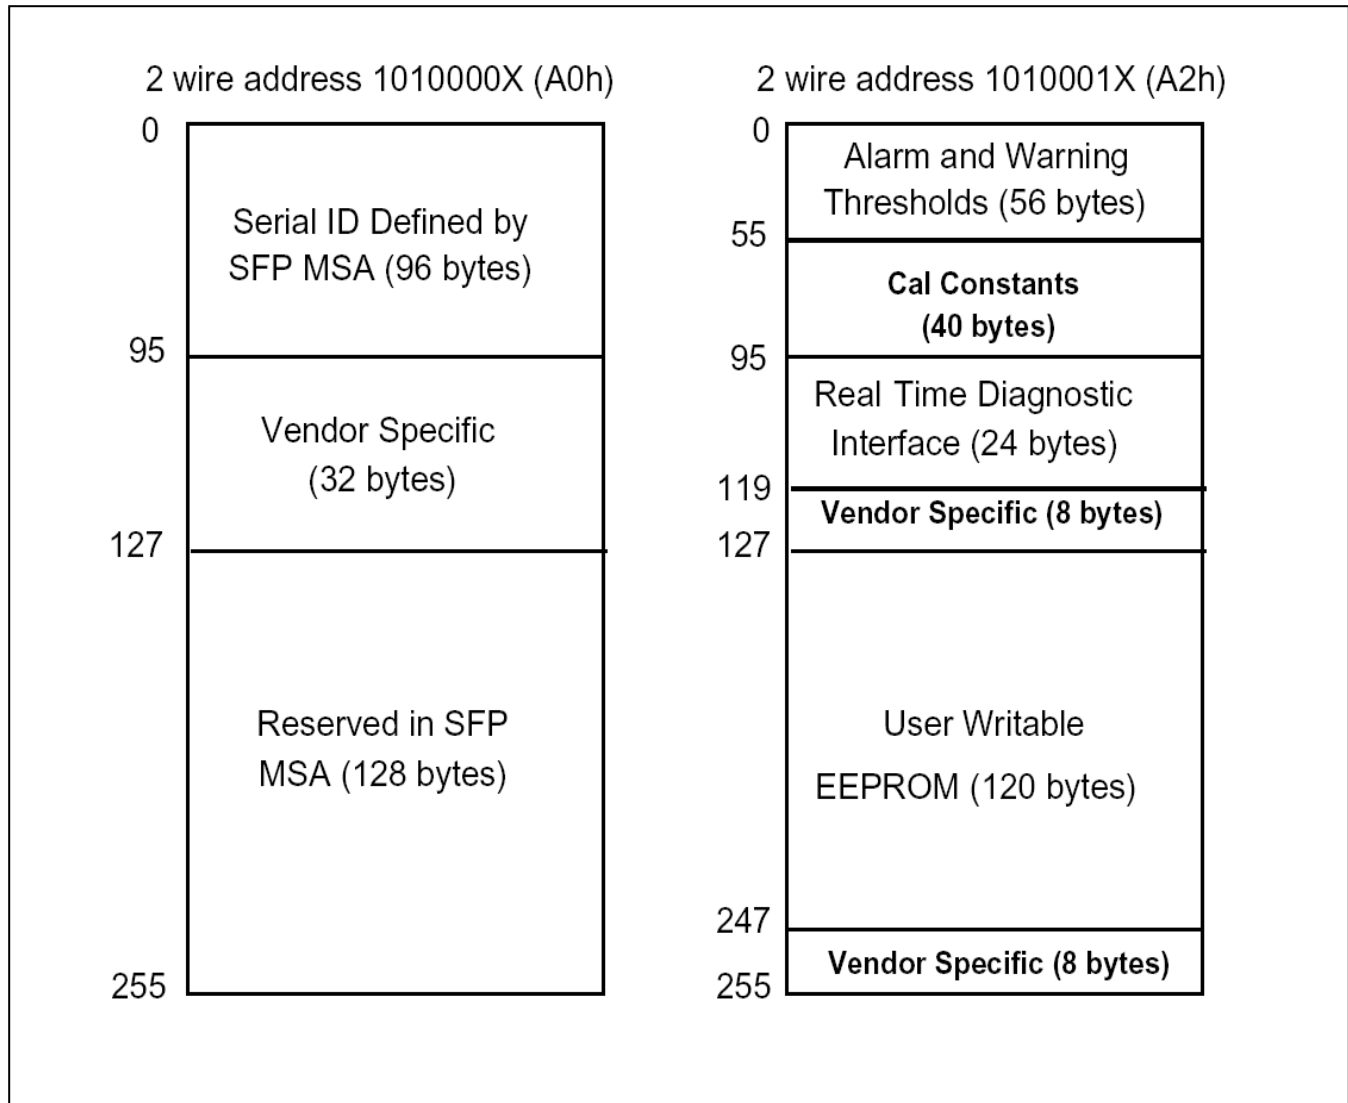 2 wire address 1010000X (A0h)
0
Serial ID Defined by
SFP MSA (96 bytes)
95
Vendor Specific
(32 bytes)
127
Reserved in SFP
MSA (128 bytes)
255
2 wire address 1010001X (A2h)
0
Alarm and Warning
Thresholds (56 bytes)
55
Cal Constants
(40 bytes)
95
Real Time Diagnostic
Interface (24 bytes)
119
Vendor Specific (8 bytes)
127
User Writable
EEPROM (120 bytes)
247
Vendor Specific (8 bytes)
255